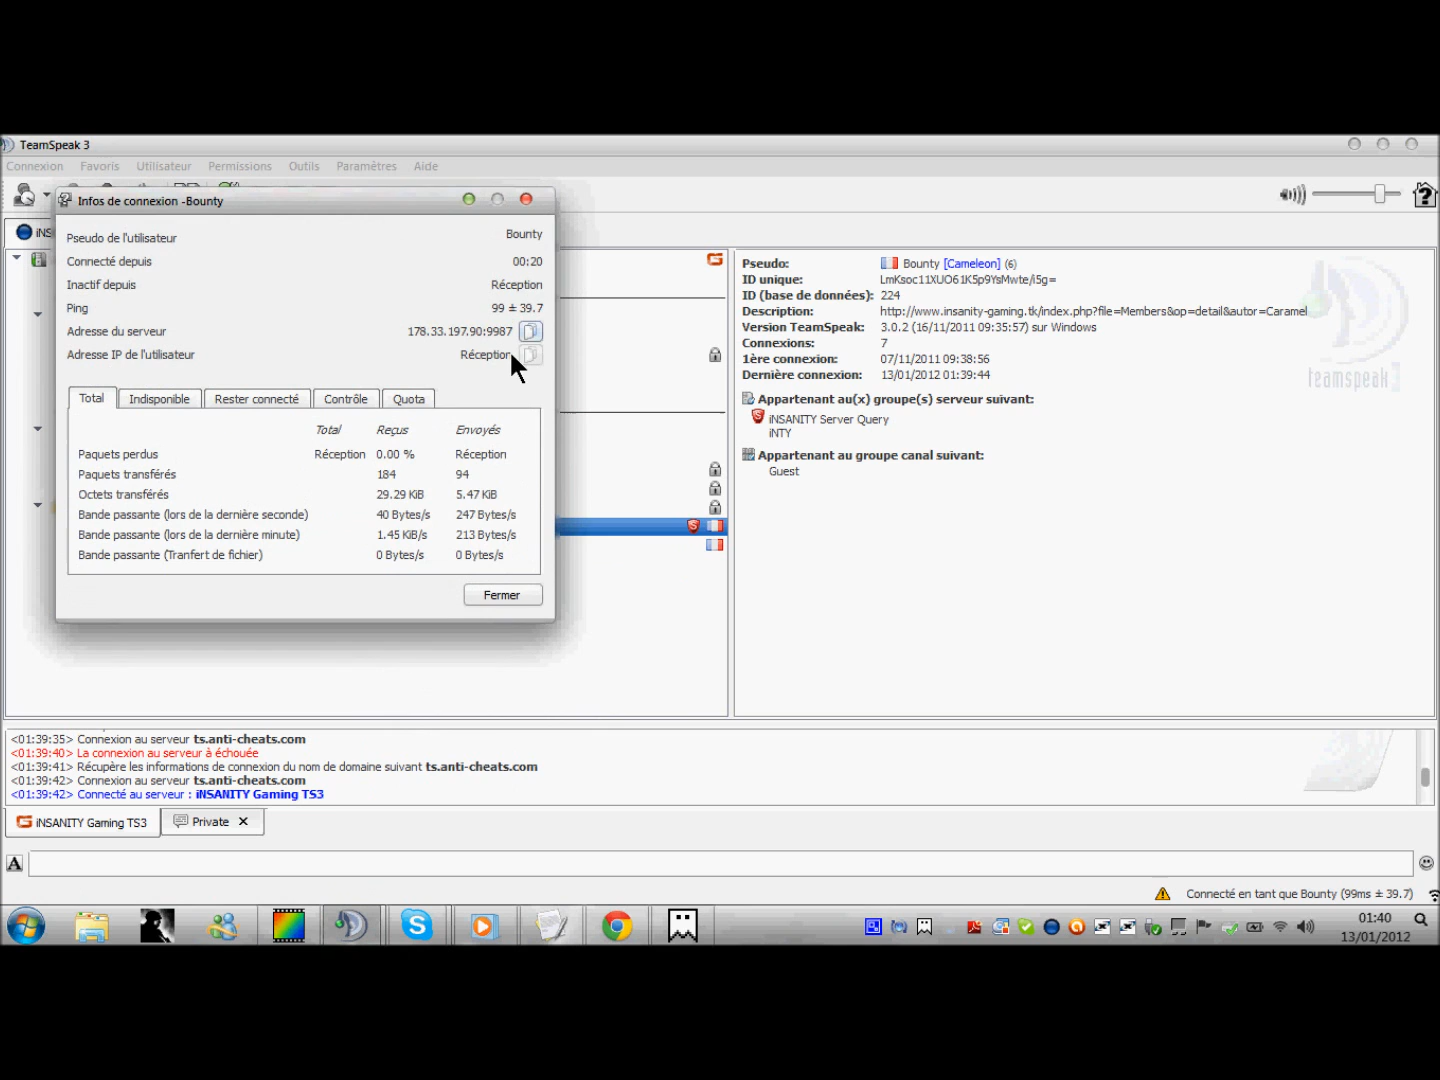 TeamSpeak 3
Connexion Favoris Utilisateur Permissions Outils Paramètres Aide
Infos de connexion -Bounty
Pseudo de l'utilisateur Bounty
Connecté depuis 00:20
Inactif depuis Réception
Ping 99 ± 39.7
Adresse du serveur 178.33.197.90:9987
Adresse IP de l'utilisateur Réception
Total Indisponible Rester connecté Contrôle Quota
Total Reçus Envoyés
Paquets perdus Réception 0.00 % Réception
Paquets transférés 184 94
Octets transférés 29.29 KiB 5.47 KiB
Bande passante (lors de la dernière seconde) 40 Bytes/s 247 Bytes/s
Bande passante (lors de la dernière minute) 1.45 KiB/s 213 Bytes/s
Bande passante (Tranfert de fichier) 0 Bytes/s 0 Bytes/s
Fermer
iNS
Pseudo: Bounty [Cameleon] (6)
ID unique: LmKsoc11XUO61K5p9YsMwte/i5g=
ID (base de données): 224
Description: http://www.insanity-gaming.tk/index.php?file=Members&op=detail&autor=Caramel
Version TeamSpeak: 3.0.2 (16/11/2011 09:35:57) sur Windows
Connexions: 7
1ère connexion: 07/11/2011 09:38:56
Dernière connexion: 13/01/2012 01:39:44
Appartenant au(x) groupe(s) serveur suivant:
iNSANITY Server Query
iNTY
Appartenant au groupe canal suivant:
Guest
teamspeak
<01:39:35> Connexion au serveur ts.anti-cheats.com
<01:39:40> La connexion au serveur à échouée
<01:39:41> Récupère les informations de connexion du nom de domaine suivant ts.anti-cheats.com
<01:39:42> Connexion au serveur ts.anti-cheats.com
<01:39:42> Connecté au serveur : iNSANITY Gaming TS3
iNSANITY Gaming TS3 Private X
A
Connecté en tant que Bounty (99ms ± 39.7)
01:40
13/01/2012